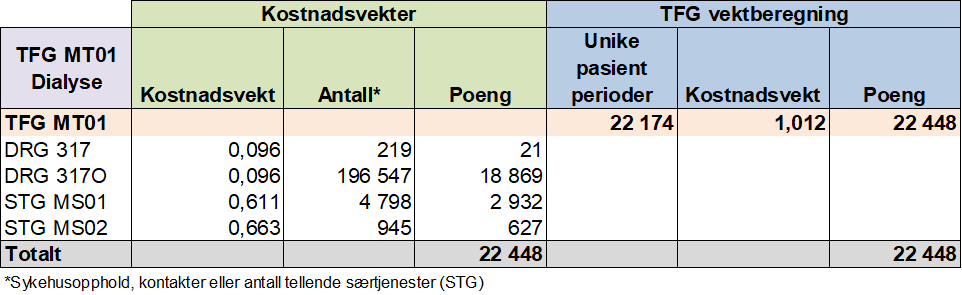 Kostnadsvekter TFG vektberegning
TFG MT01 Dialyse Kostnadsvekt Antall* Poeng Unike pasient perioder Kostnadsvekt Poeng
TFG MT01 22 174 1,012 22 448
DRG 317 0,096 219 21
DRG 317O 0,096 196 547 18 869
STG MS01 0,611 4 798 2 932
STG MS02 0,663 945 627
Totalt 22 448 22 448
*Sykehusopphold, kontakter eller antall tellende særtjenester (STG)